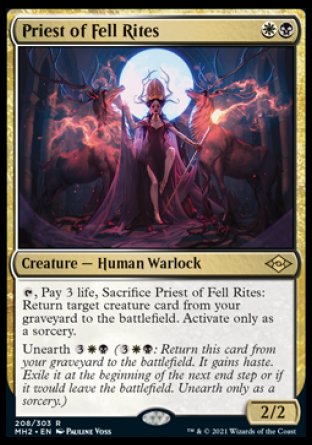 Priest of Fell Rites
Creature — Human Warlock
, Pay 3 life, Sacrifice Priest of Fell Rites:
Return target creature card from your
graveyard to the battlefield. Activate only as
a sorcery.
Unearth 3 (3: Return this card
from your graveyard to the battlefield. It gains haste.
Exile it at the beginning of the next end step or if
it would leave the battlefield. Unearth only as a
sorcery.)
2/2
208/303 R
MH2 • EN Pauline Voss
™ & © 2021 Wizards of the Coast